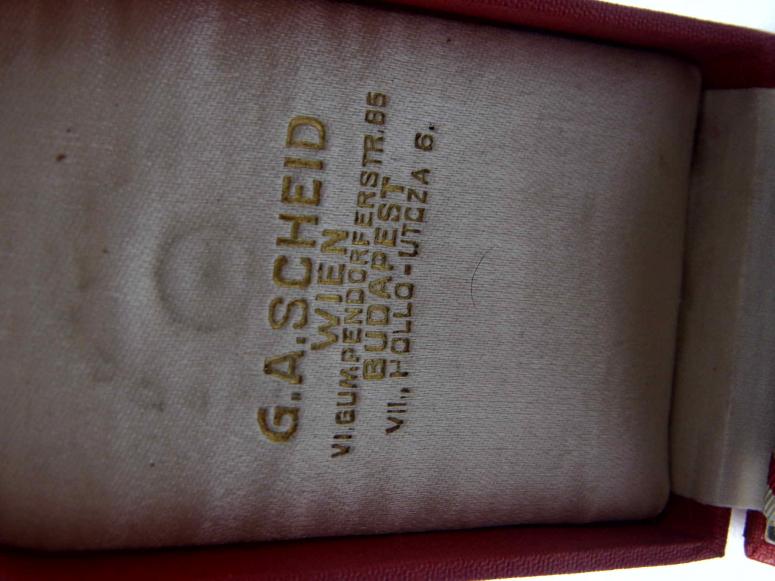 G.A.SCHEID
WIEN
VI.GUMPENDORFERSTR.85
BUDAPEST
VII., HOLLO-UTCZA 6.